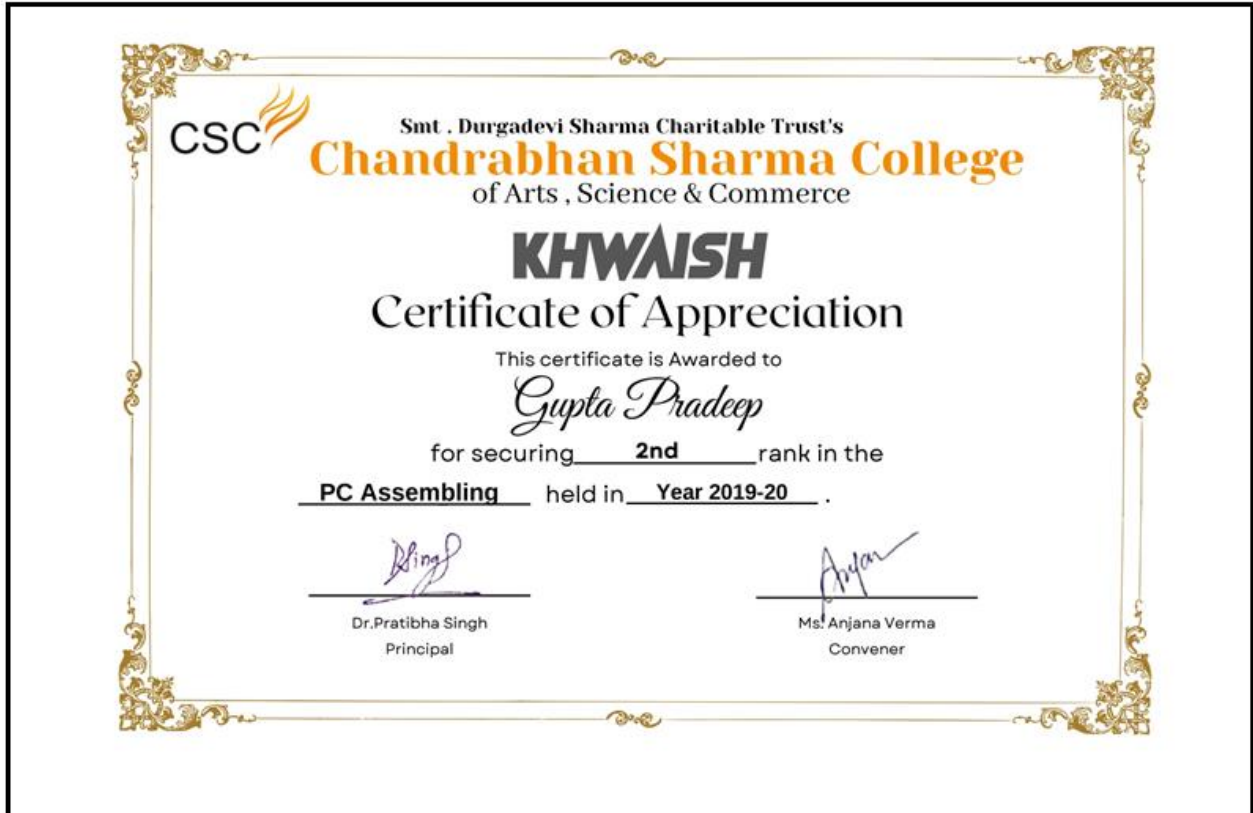 CSC
Smt . Durgadevi Sharma Charitable Trust's
Chandrabhan Sharma College
of Arts , Science & Commerce
KHWAISH
Certificate of Appreciation
This certificate is Awarded to
Gupta Pradeep
for securing 2nd rank in the
PC Assembling held in Year 2019-20 .
Dr.Pratibha Singh
Principal
Ms. Anjana Verma
Convener